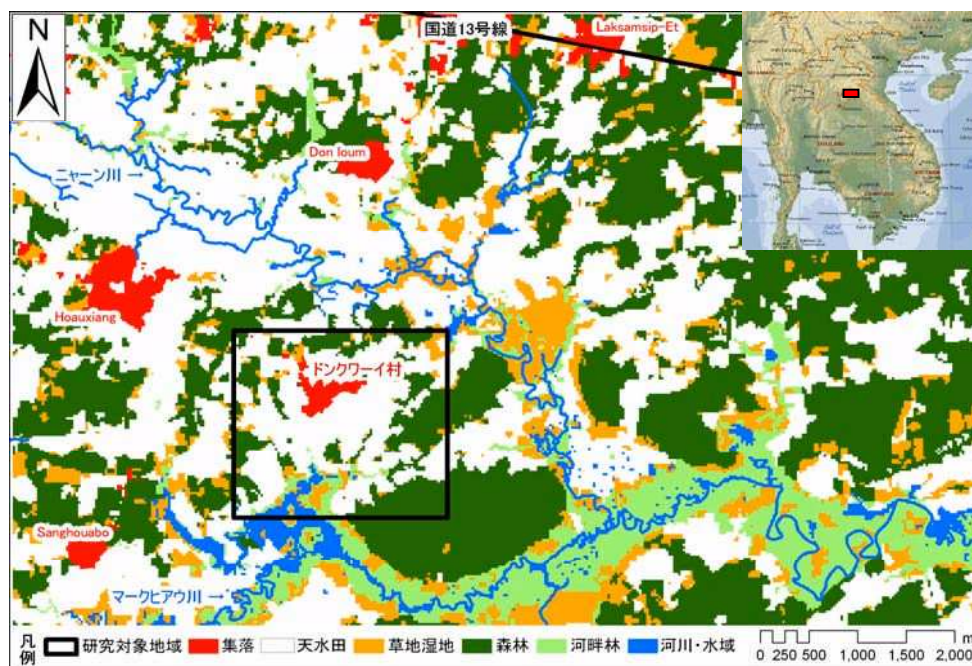 N
国道13号線
Laksamsip-Et
Don loum
ニャーン川→
Hoauxiang
ドンクワーイ村
Sanghouabo
マークヒアウ川→
凡例 研究対象地域 集落 天水田 草地湿地 森林 河畔林 河川・水域
0 250 500 1,000 1,500 2,000 m